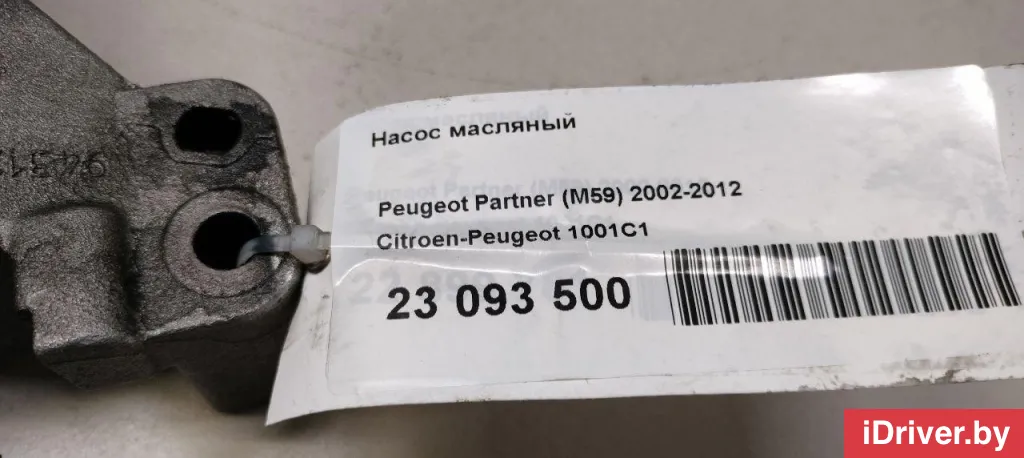 Насос масляный
Peugeot Partner (M59) 2002-2012
Citroen-Peugeot 1001C1
23 093 500
iDriver.by